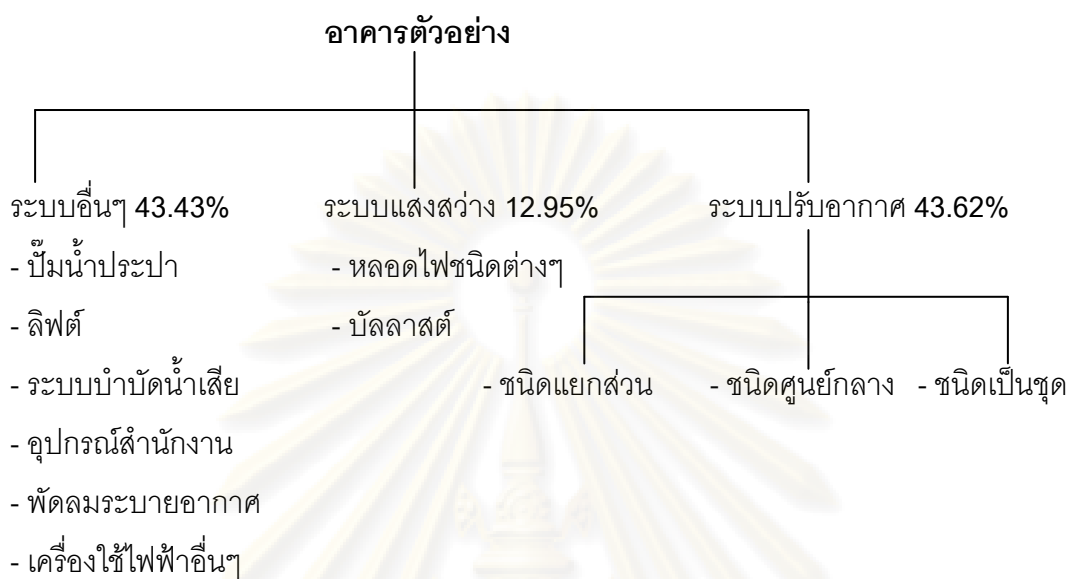 อาคารตัวอย่าง
ระบบอื่นๆ 43.43% ระบบแสงสว่าง 12.95% ระบบปรับอากาศ 43.62%
- ปั๊มน้ำประปา - หลอดไฟชนิดต่างๆ
- ลิฟต์ - บัลลาสต์
- ระบบบำบัดน้ำเสีย - ชนิดแยกส่วน - ชนิดศูนย์กลาง - ชนิดเป็นชุด
- อุปกรณ์สำนักงาน
- พัดลมระบายอากาศ
- เครื่องใช้ไฟฟ้าอื่นๆ